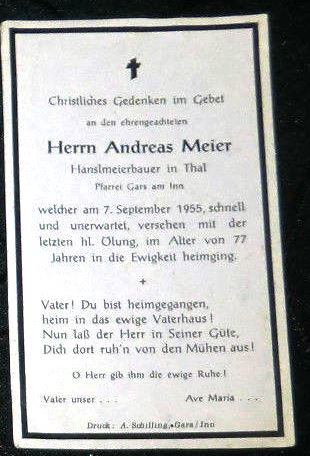 Christliches Gedenken im Gebet
an den ehrengeachteten
Herrn Andreas Meier
Hanslmeierbauer in Thal
Pfarrei Gars am Inn
welcher am 7. September 1955, schnell
und unerwartet, versehen mit der
letzten hl. Ölung, im Alter von 77
Jahren in die Ewigkeit heimging.
+
Vater! Du bist heimgegangen,
heim in das ewige Vaterhaus!
Nun laß der Herr in Seiner Güte,
Dich dort ruh'n von den Mühen aus!
O Herr gib ihm die ewige Ruhe!
Vater unser . . . Ave Maria . . .
Druck: A. Schilling, Gars/Inn